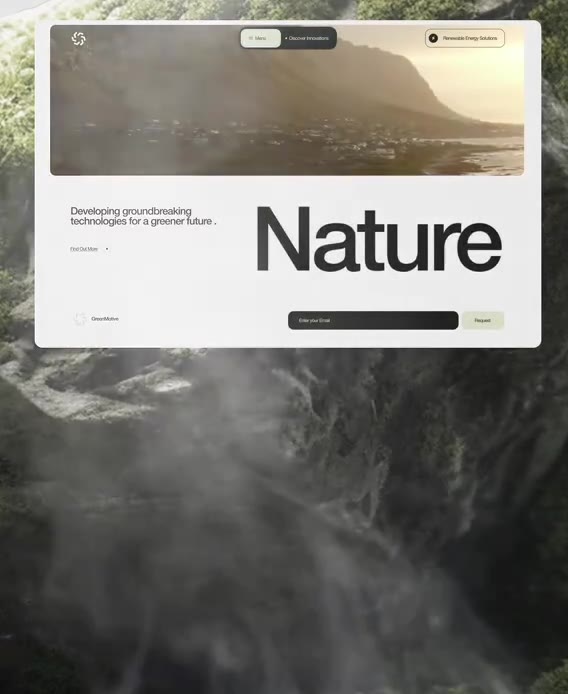 Menu
• Discover Innovations
Renewable Energy Solutions
Developing groundbreaking
technologies for a greener future .
Find Out More
Nature
GreenMotive
Enter your Email
Request